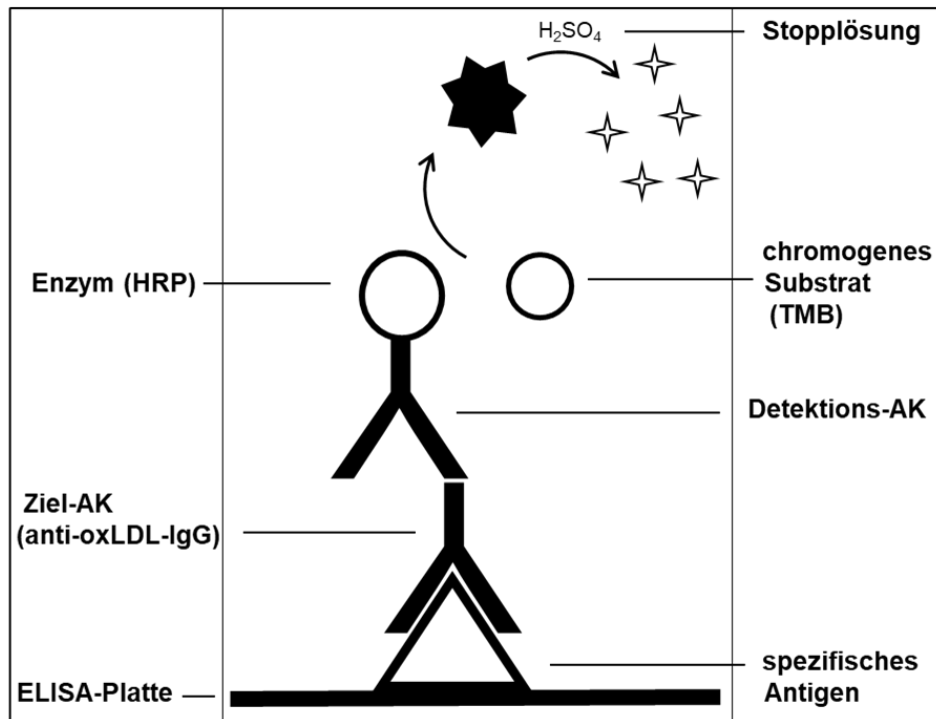 H₂SO₄
Stopplösung
Enzym (HRP)
chromogenes
Substrat
(TMB)
Detektions-AK
Ziel-AK
(anti-oxLDL-IgG)
spezifisches
Antigen
ELISA-Platte